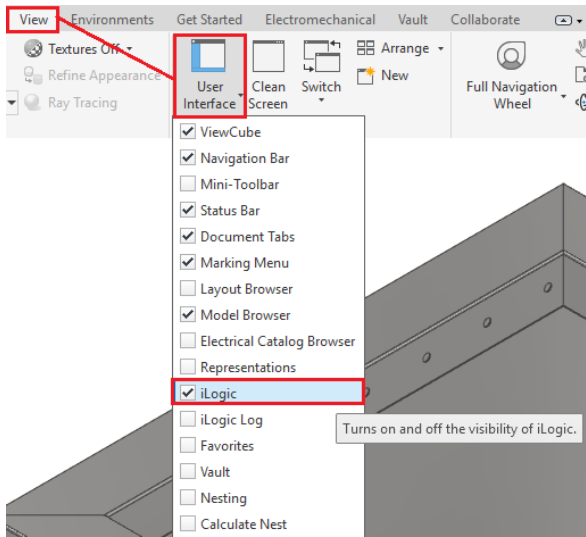 View Environments Get Started Electromechanical Vault Collaborate
Textures Off
Refine Appearance
Ray Tracing
User
Interface
Clean
Screen
Switch
Arrange
New
Full Navigation
Wheel
ViewCube
Navigation Bar
Mini-Toolbar
Status Bar
Document Tabs
Marking Menu
Layout Browser
Model Browser
Electrical Catalog Browser
Representations
iLogic
iLogic Log
Turns on and off the visibility of iLogic.
Favorites
Vault
Nesting
Calculate Nest